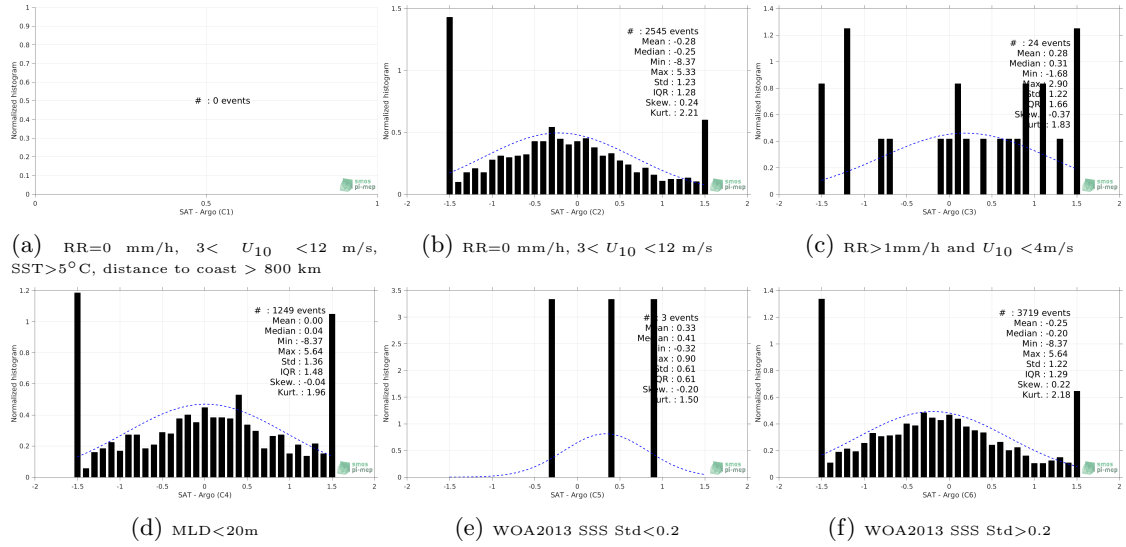 1
0.9
0.8
0.7
0.6
0.5
0.4
0.3
0.2
0.1
0
Normalized histogram
# : 0 events
smos
pi-mep
0 0.5 1
SAT - Argo (C1)
(a) RR=0 mm/h, 3< U10 <12 m/s,
SST>5°C, distance to coast > 800 km
1.5
1
0.5
0
Normalized histogram
# : 2545 events
Mean : -0.28
Median : -0.25
Min : -8.37
Max : 5.33
Std : 1.23
IQR : 1.28
Skew. : 0.24
Kurt. : 2.21
smos
pi-mep
-2 -1.5 -1 -0.5 0 0.5 1 1.5 2
SAT - Argo (C2)
(b) RR=0 mm/h, 3< U10 <12 m/s
1.4
1.2
1
0.8
0.6
0.4
0.2
0
Normalized histogram
# : 24 events
Mean : 0.28
Median : 0.31
Min : -1.68
Max : 2.90
Std : 1.22
IQR : 1.66
Skew. : -0.37
Kurt. : 1.83
smos
pi-mep
-2 -1.5 -1 -0.5 0 0.5 1 1.5 2
SAT - Argo (C3)
(c) RR>1mm/h and U10 <4m/s
1.2
1
0.8
0.6
0.4
0.2
0
Normalized histogram
# : 1249 events
Mean : 0.00
Median : 0.04
Min : -8.37
Max : 5.64
Std : 1.36
IQR : 1.48
Skew. : -0.04
Kurt. : 1.96
smos
pi-mep
-2 -1.5 -1 -0.5 0 0.5 1 1.5 2
SAT - Argo (C4)
(d) MLD<20m
3.5
3
2.5
2
1.5
1
0.5
0
Normalized histogram
# : 3 events
Mean : 0.33
Median : 0.41
Min : -0.32
Max : 0.90
Std : 0.61
IQR : 0.61
Skew. : -0.20
Kurt. : 1.50
smos
pi-mep
-2 -1.5 -1 -0.5 0 0.5 1 1.5 2
SAT - Argo (C5)
(e) WOA2013 SSS Std<0.2
1.4
1.2
1
0.8
0.6
0.4
0.2
0
Normalized histogram
# : 3719 events
Mean : -0.25
Median : -0.20
Min : -8.37
Max : 5.64
Std : 1.22
IQR : 1.29
Skew. : 0.22
Kurt. : 2.18
smos
pi-mep
-2 -1.5 -1 -0.5 0 0.5 1 1.5 2
SAT - Argo (C6)
(f) WOA2013 SSS Std>0.2